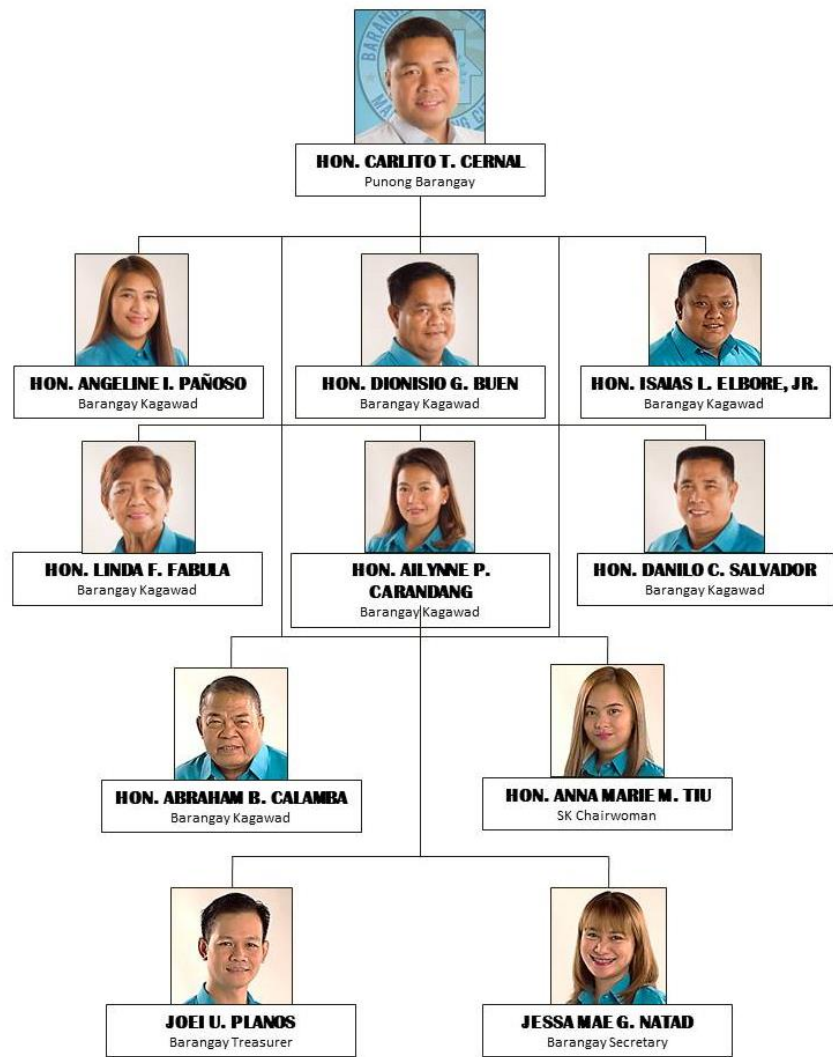 BARANGAY
HON. CARLITO T. CERNAL
Punong Barangay
HON. ANGELINE I. PAÑOSO
Barangay Kagawad
HON. DIONISIO G. BUEN
Barangay Kagawad
HON. ISAIAS L. ELBORE, JR.
Barangay Kagawad
HON. LINDA F. FABULA
Barangay Kagawad
HON. AILYNNE P.
CARANDANG
Barangay Kagawad
HON. DANILO C. SALVADOR
Barangay Kagawad
HON. ABRAHAM B. CALAMBA
Barangay Kagawad
HON. ANNA MARIE M. TIU
SK Chairwoman
JOEI U. PLANOS
Barangay Treasurer
JESSA MAE G. NATAD
Barangay Secretary